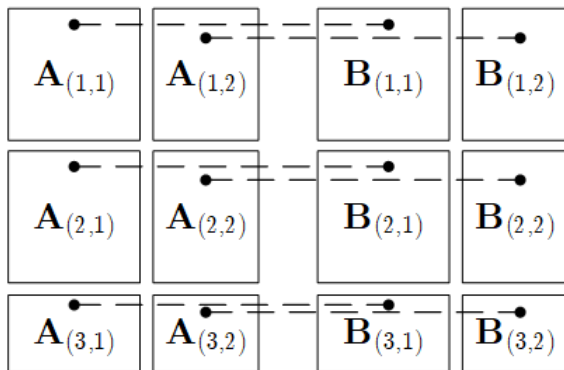 A(1,1) A(1,2) B(1,1) B(1,2)
A(2,1) A(2,2) B(2,1) B(2,2)
A(3,1) A(3,2) B(3,1) B(3,2)